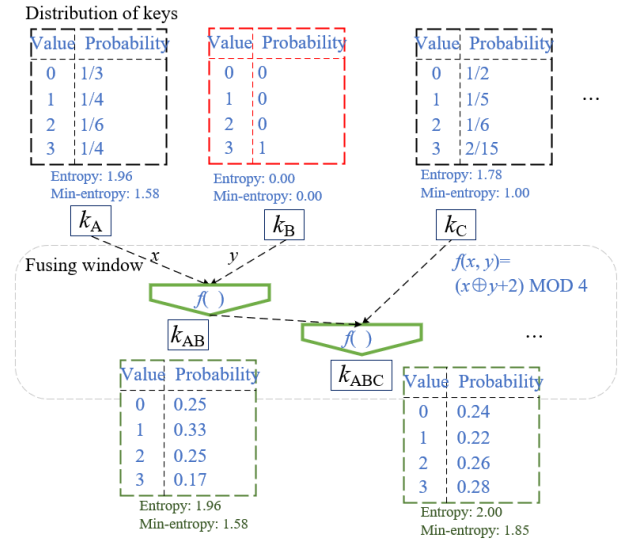 Distribution of keys
Value Probability
0 1/3
1 1/4
2 1/6
3 1/4
Entropy: 1.96
Min-entropy: 1.58
Value Probability
0 0
1 0
2 0
3 1
Entropy: 0.00
Min-entropy: 0.00
Value Probability
0 1/2
1 1/5
2 1/6
3 2/15
Entropy: 1.78
Min-entropy: 1.00
...
kA
kB
kC
Fusing window
x
y
f(x, y)=
(x⊕y+2) MOD 4
f( )
kAB
f( )
...
kABC
Value Probability
0 0.25
1 0.33
2 0.25
3 0.17
Entropy: 1.96
Min-entropy: 1.58
Value Probability
0 0.24
1 0.22
2 0.26
3 0.28
Entropy: 2.00
Min-entropy: 1.85